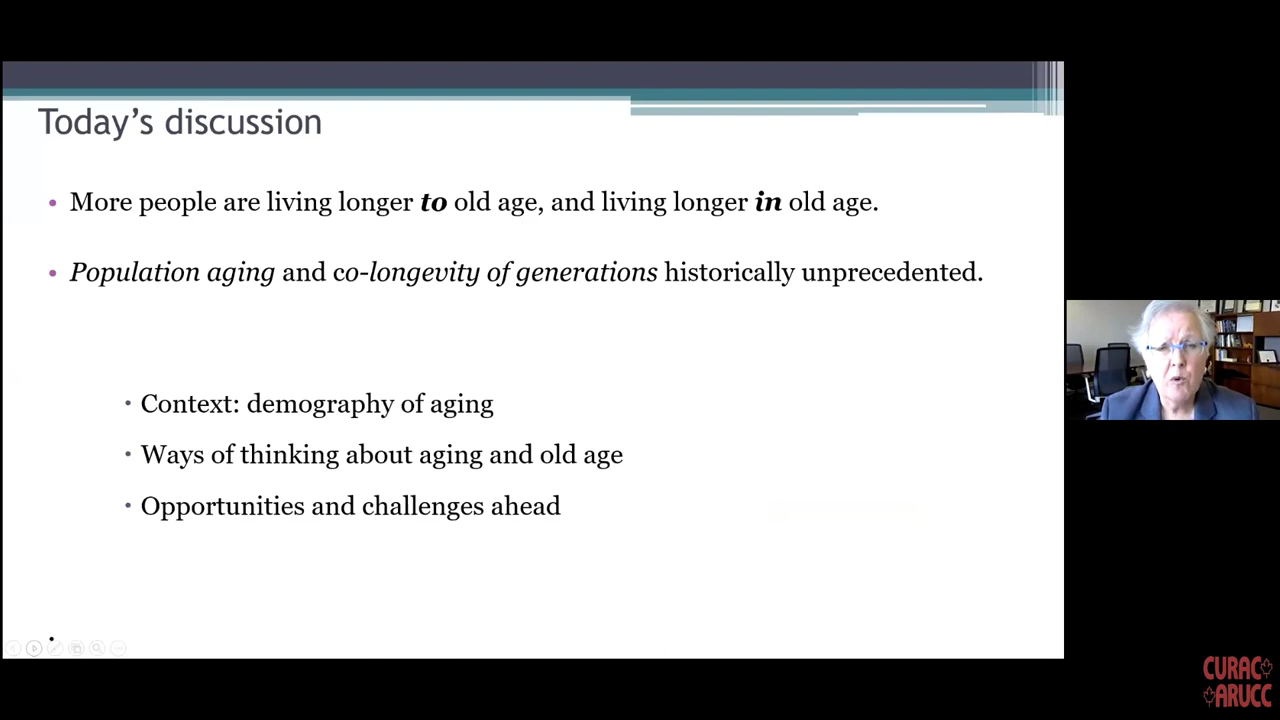 Today's discussion
• More people are living longer to old age, and living longer in old age.
• Population aging and co-longevity of generations historically unprecedented.
▪ Context: demography of aging
▪ Ways of thinking about aging and old age
▪ Opportunities and challenges ahead
CURAC
ARUCC